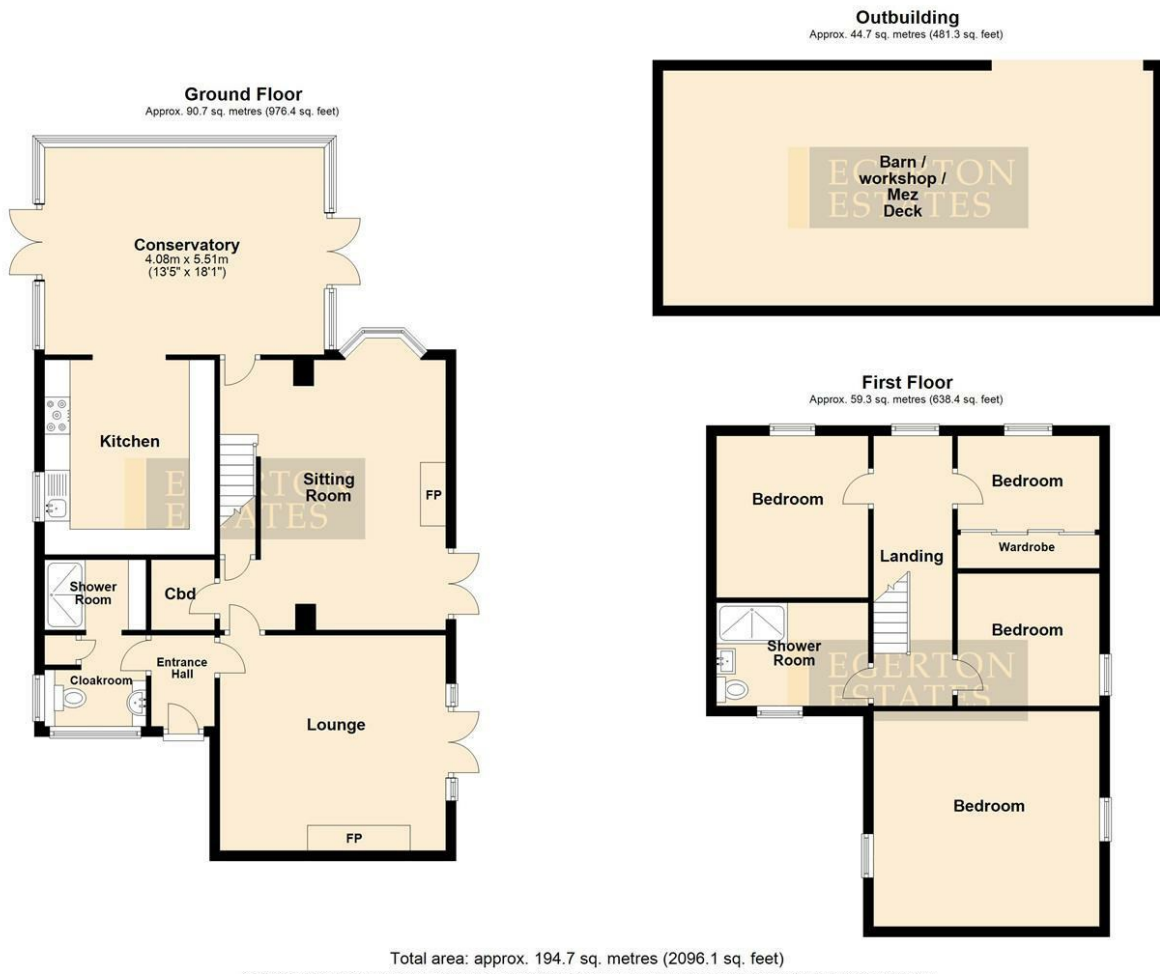 Outbuilding
Approx. 44.7 sq. metres (481.3 sq. feet)
Barn /
workshop /
Mez
Deck
EGERTON
ESTATES
Ground Floor
Approx. 90.7 sq. metres (976.4 sq. feet)
Conservatory
4.08m x 5.51m
(13'5" x 18'1")
Kitchen
Sitting
Room
FP
EGERTON
ESTATES
Shower
Room
Cbd
Cloakroom
Entrance
Hall
Lounge
FP
First Floor
Approx. 59.3 sq. metres (638.4 sq. feet)
Bedroom
Bedroom
Wardrobe
Landing
Shower
Room
Bedroom
EGERTON
ESTATES
Bedroom
Total area: approx. 194.7 sq. metres (2096.1 sq. feet)